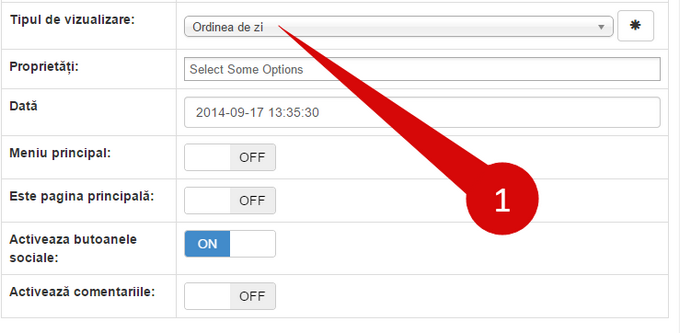 Tipul de vizualizare:
Ordinea de zi
Proprietăți:
Select Some Options
Dată
2014-09-17 13:35:30
Meniu principal:
OFF
Este pagina principală:
OFF
Activeaza butoanele
sociale:
ON
Activează comentariile:
OFF
1